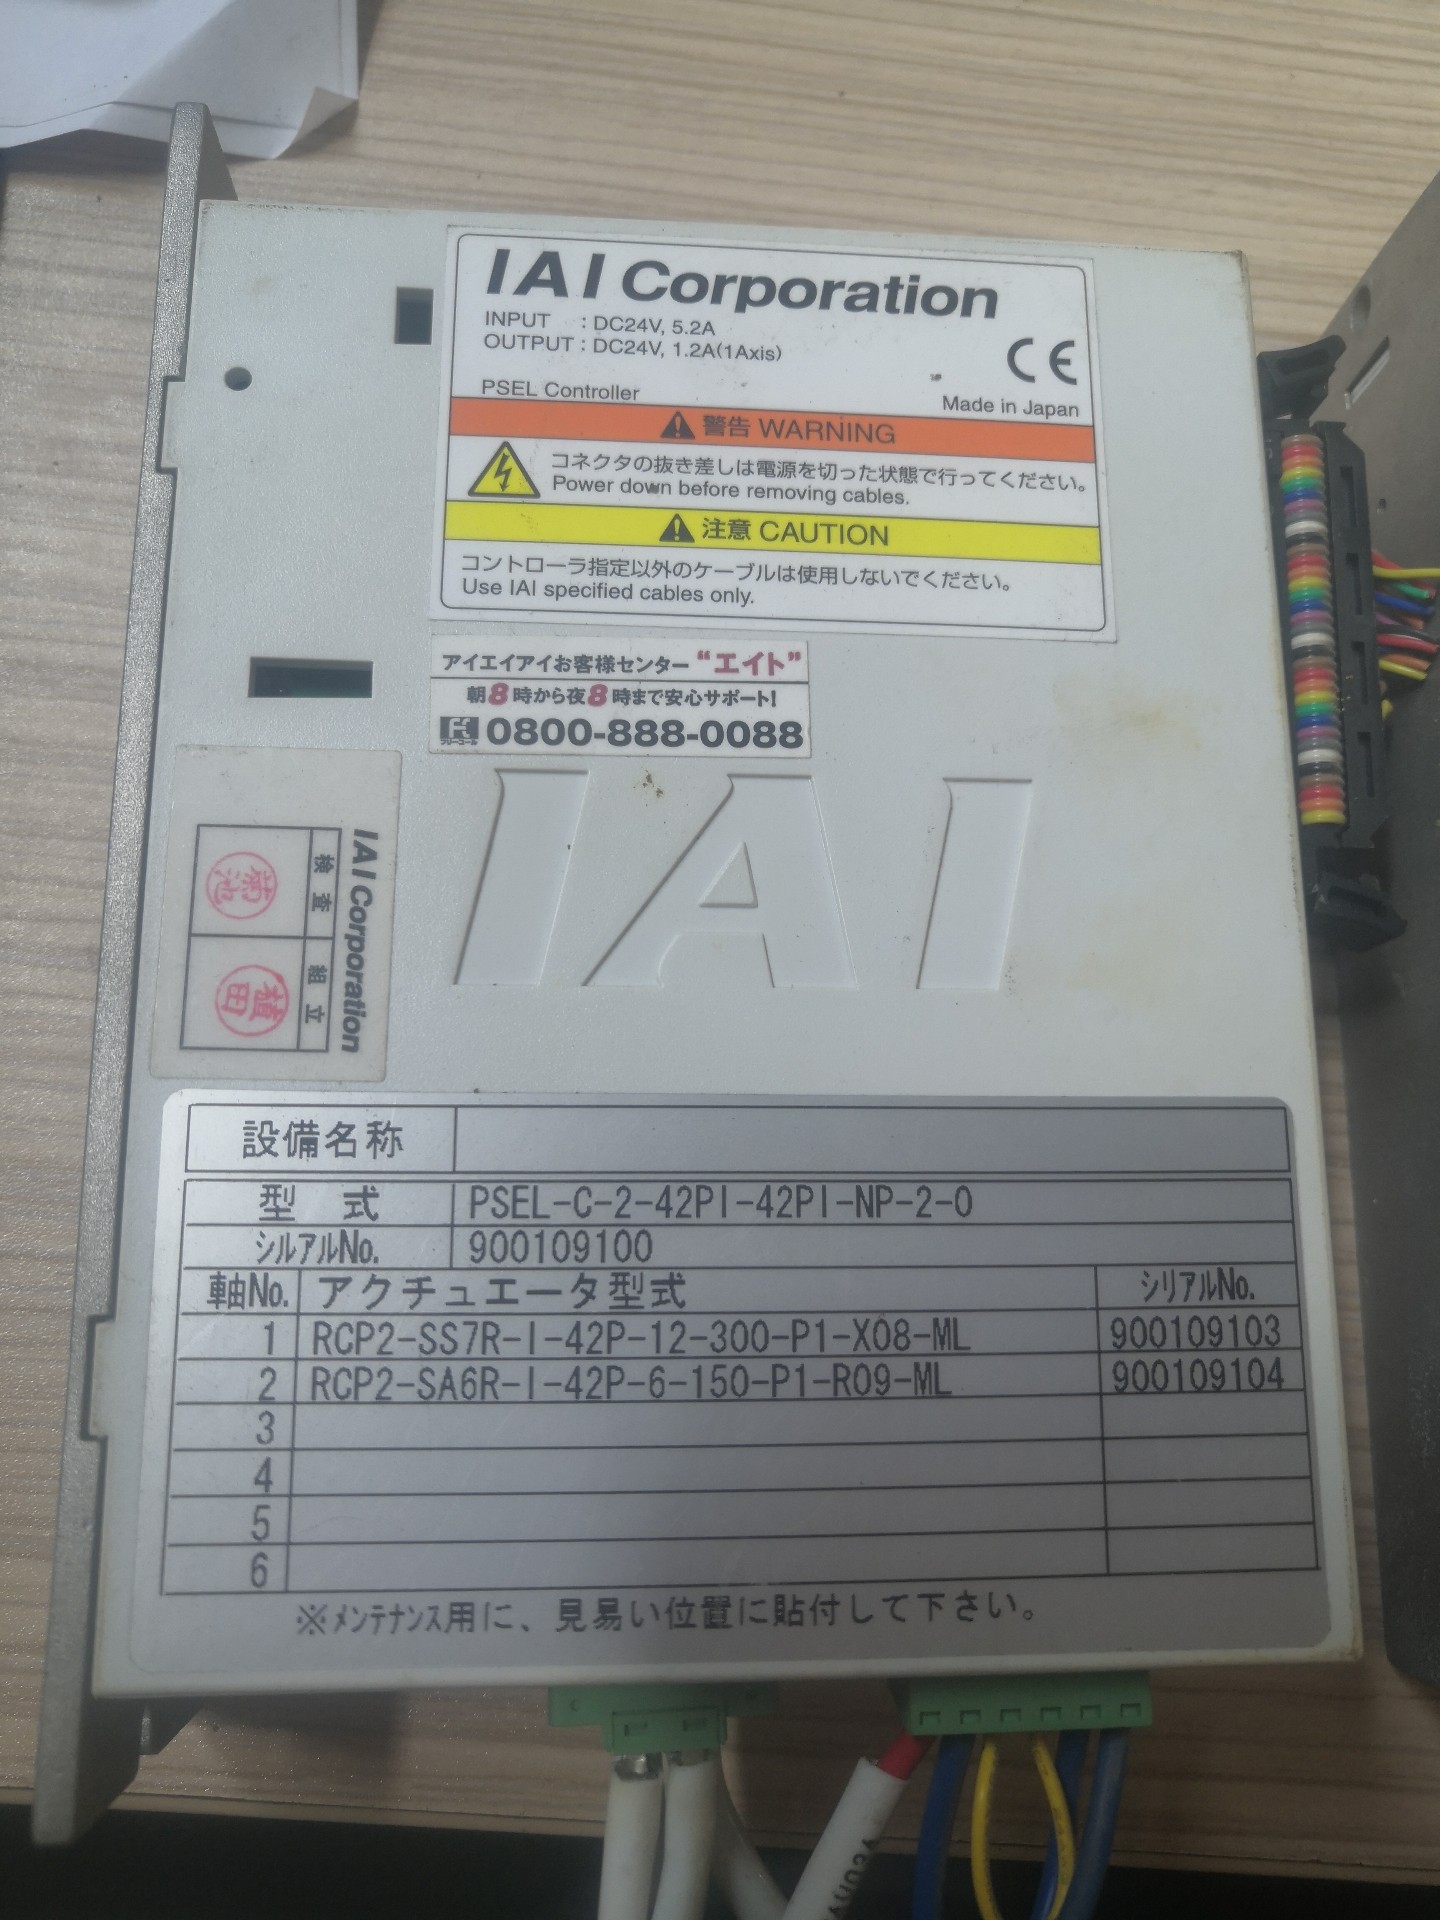 IAI Corporation
INPUT : DC24V, 5.2A
OUTPUT : DC24V, 1.2A(1Axis)
CE
PSEL Controller
Made in Japan
警告 WARNING
コネクタの抜き差しは電源を切った状態で行ってください。
Power down before removing cables.
注意 CAUTION
コントローラ指定以外のケーブルは使用しないでください。
Use IAI specified cables only.
アイエイアイお客様センター “エイト”
朝8時から夜8時まで安心サポート!
フリーコール 0800-888-0088
IAI
IAI Corporation
検査 組立
菊池 植田
設備名称
型式 PSEL-C-2-42PI-42PI-NP-2-0
シルアルNo. 900109100
軸No. アクチュエータ型式 シリアルNo.
1 RCP2-SS7R-I-42P-12-300-P1-X08-ML 900109103
2 RCP2-SA6R-I-42P-6-150-P1-R09-ML 900109104
3
4
5
6
※メンテナンス用に、見易い位置に貼付して下さい。